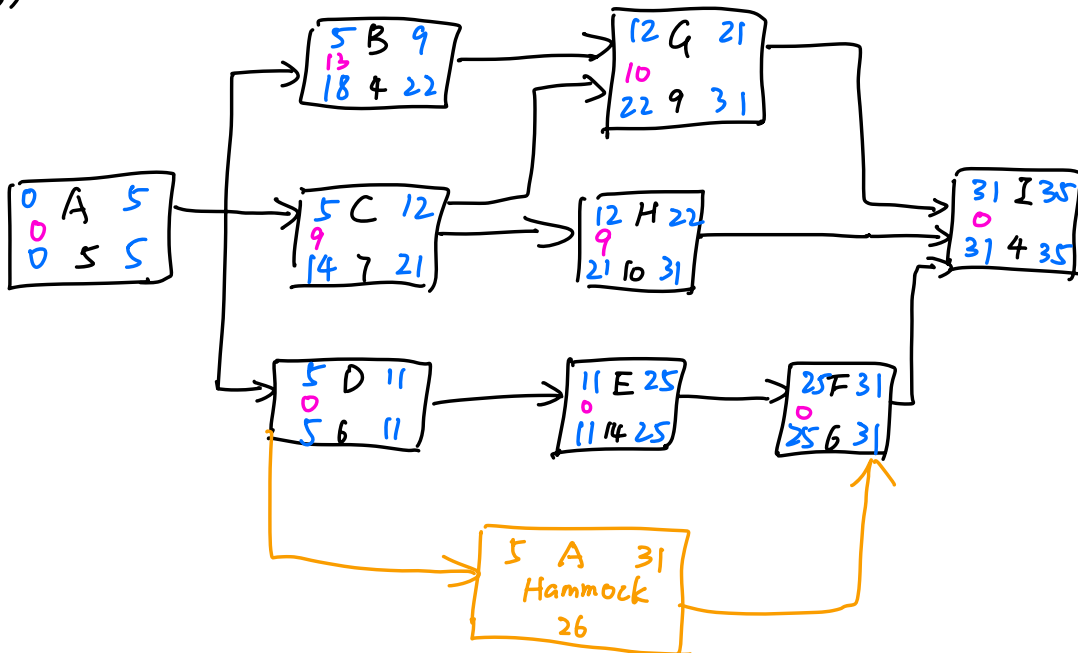 5 B 9
13
18 4 22
12 G 21
10
22 9 31
0 A 5
0
0 5 5
5 C 12
9
14 7 21
12 H 22
9
21 10 31
31 I 35
0
31 4 35
5 D 11
0
5 6 11
11 E 25
0
11 14 25
25 F 31
0
25 6 31
5 A 31
Hammock
26